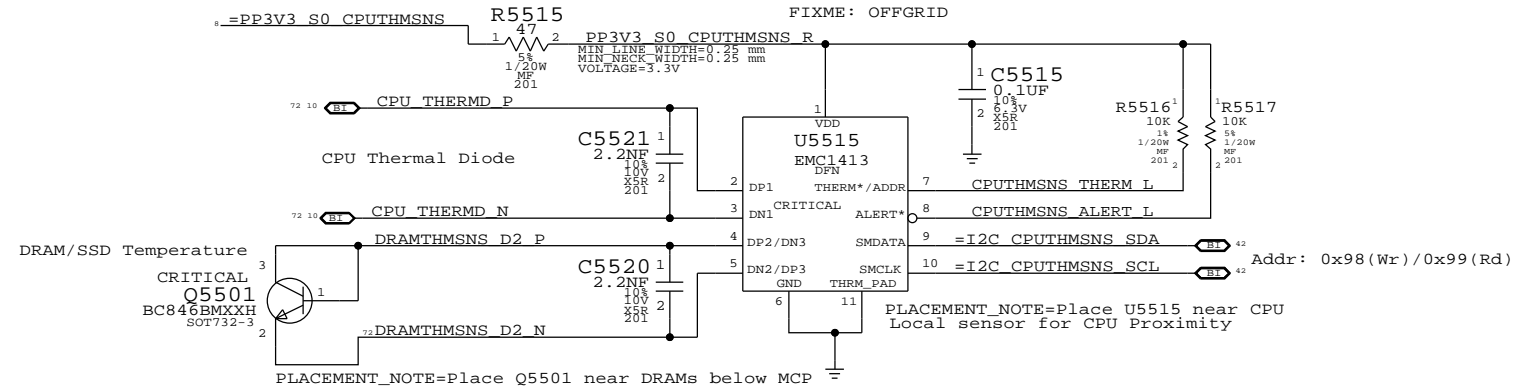 FIXME: OFFGRID
8 =PP3V3_S0_CPUTHMSNS
R5515
47
1 2
5%
1/20W
MF
201
PP3V3_S0_CPUTHMSNS_R
MIN_LINE_WIDTH=0.25 mm
MIN_NECK_WIDTH=0.25 mm
VOLTAGE=3.3V
1
C5515
0.1UF
10%
6.3V
X5R
201
2
R5516 1
10K
1%
1/20W
MF
201
2
1 R5517
10K
5%
1/20W
MF
201
2
72 10 BI CPU_THERMD_P
CPU Thermal Diode
C5521 1
2.2NF
10%
10V
X5R
201
2
72 10 BI CPU_THERMD_N
1
VDD
U5515
EMC1413
DFN
CRITICAL
2 DP1
3 DN1
4 DP2/DN3
5 DN2/DP3
THERM*/ADDR 7 CPUTHMSNS_THERM_L
ALERT* 8 CPUTHMSNS_ALERT_L
SMDATA 9 =I2C_CPUTHMSNS_SDA BI 42
SMCLK 10 =I2C_CPUTHMSNS_SCL BI 42
GND THRM_PAD
6 11
Addr: 0x98(Wr)/0x99(Rd)
DRAM/SSD Temperature
DRAMTHMSNS_D2_P
CRITICAL
Q5501
BC846BMXXH
SOT732-3
3
1
2
C5520 1
2.2NF
10%
10V
X5R
201
2
72 DRAMTHMSNS_D2_N
PLACEMENT_NOTE=Place U5515 near CPU
Local sensor for CPU Proximity
PLACEMENT_NOTE=Place Q5501 near DRAMs below MCP